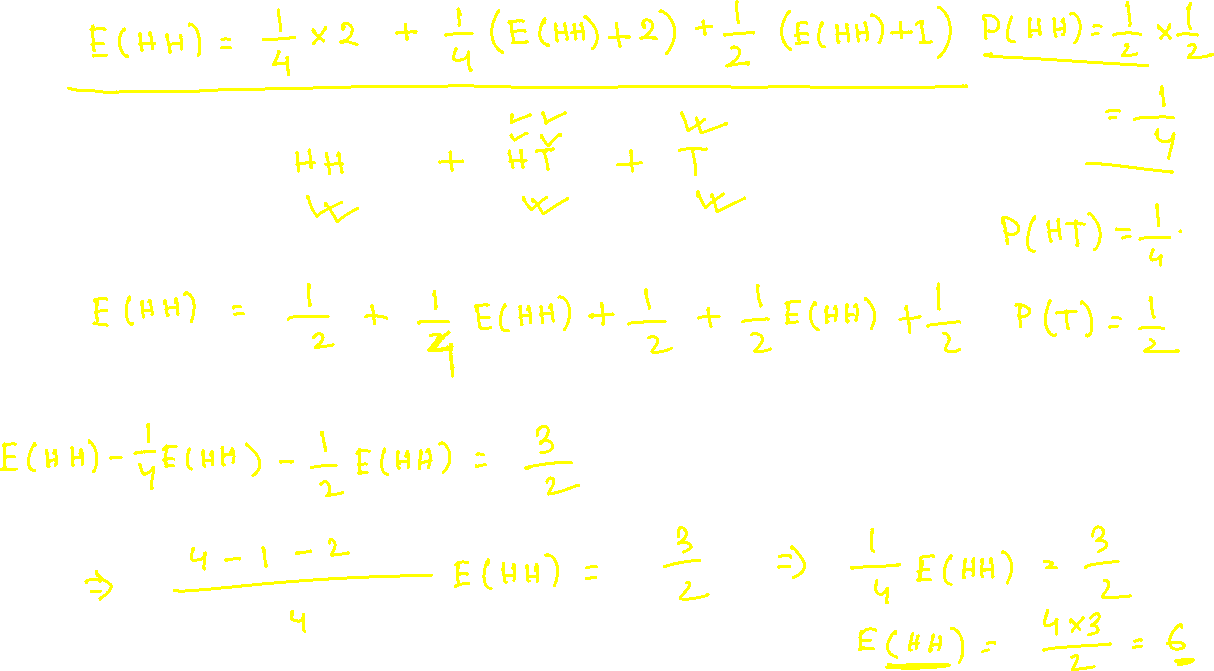 E(HH) = 1/4 × 2 + 1/4 (E(HH)+2) + 1/2 (E(HH)+1) P(HH) = 1/2 × 1/2
= 1/4
HH + HT + T
P(HT) = 1/4.
E(HH) = 1/2 + 1/4 E(HH) + 1/2 + 1/2 E(HH) + 1/2 P(T) = 1/2
E(HH) - 1/4 E(HH) - 1/2 E(HH) = 3/2
⇒ (4 - 1 - 2)/4 E(HH) = 3/2 ⇒ 1/4 E(HH) = 3/2
E(HH) = (4×3)/2 = 6